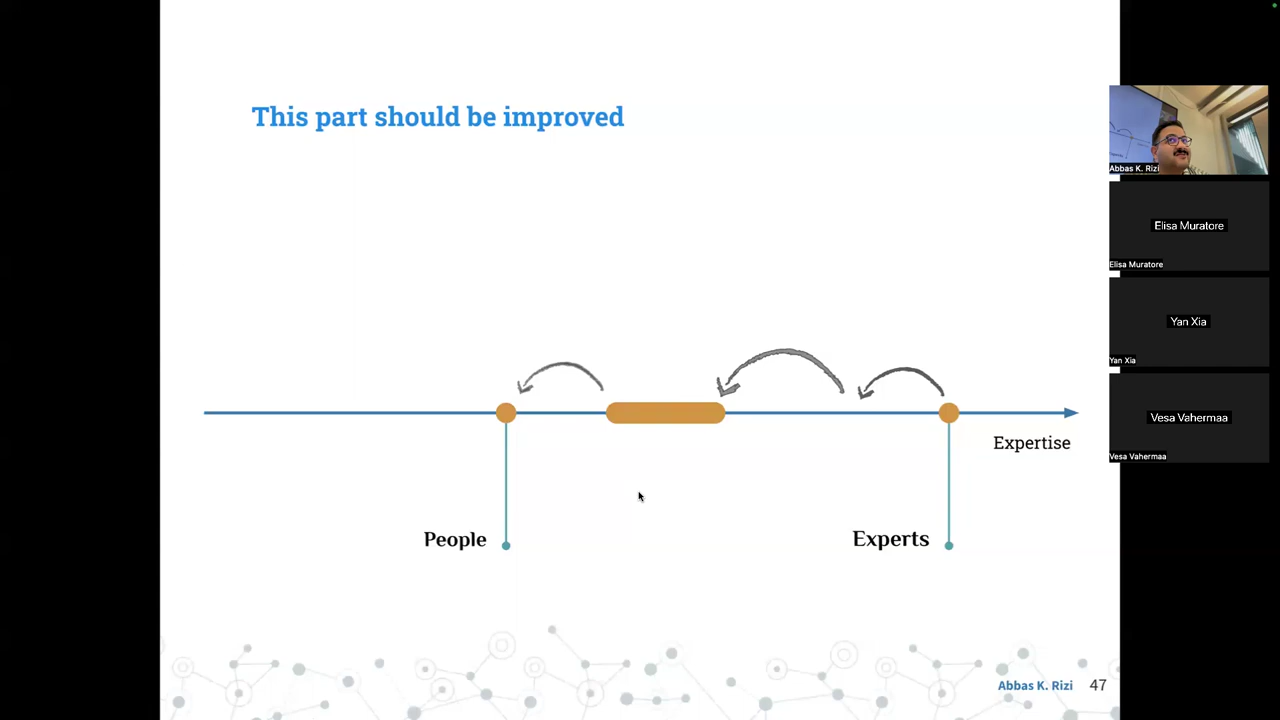 This part should be improved
Expertise
People
Experts
Abbas K. Rizi 47
Abbas K. Rizi
Elisa Muratore
Elisa Muratore
Yan Xia
Yan Xia
Vesa Vahermaa
Vesa Vahermaa